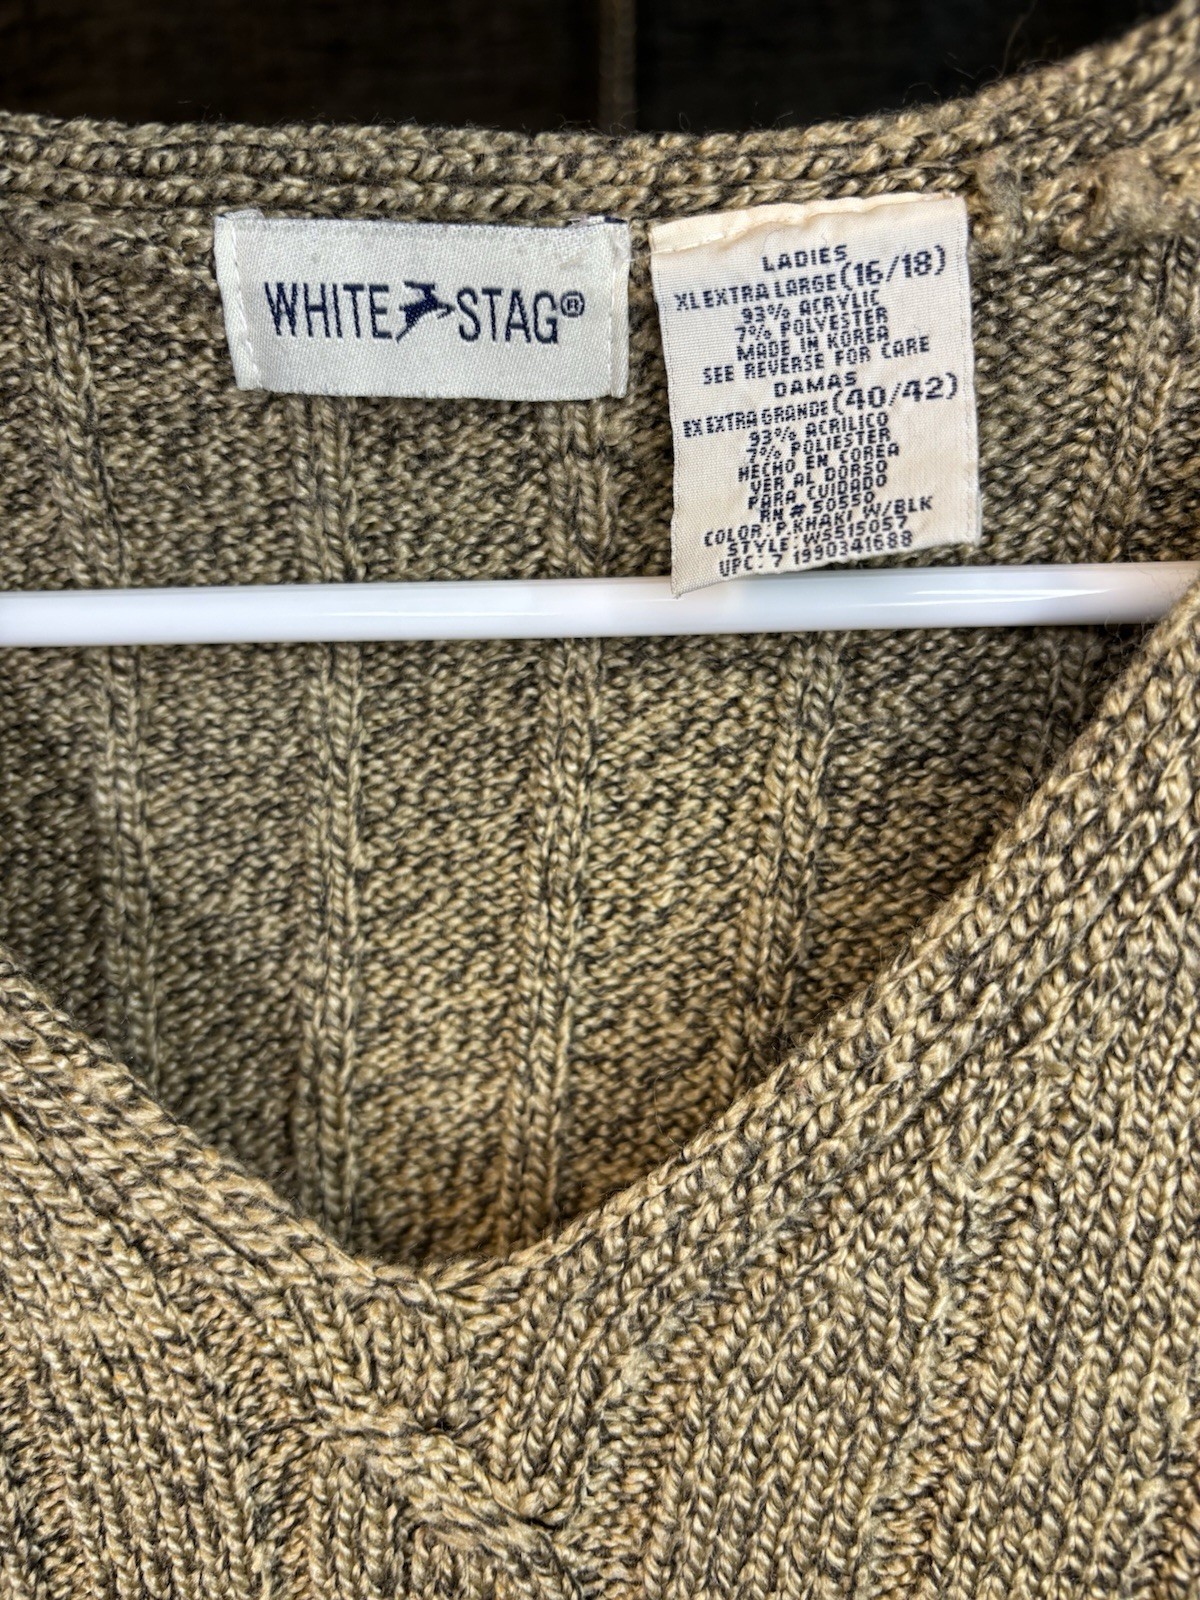 WHITE STAG®
LADIES
XL EXTRA LARGE (16/18)
93% ACRYLIC
7% POLYESTER
MADE IN KOREA
SEE REVERSE FOR CARE
DAMAS
EX EXTRA GRANDE (40/42)
93% ACRILICO
7% POLIESTER
HECHO EN COREA
VER AL DORSO
PARA CUIDADO
RN # 50550
COLOR: P.KHAKI W/BLK
STYLE: WS515057
UPC: 7 1990341688